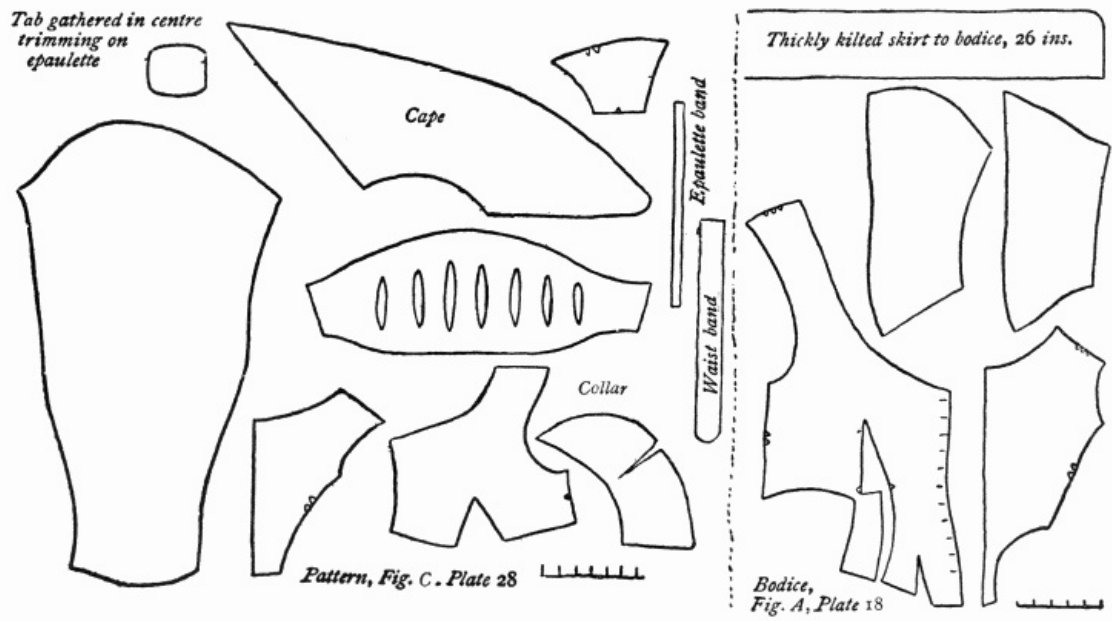 Tab gathered in centre
trimming on
epaulette
Cape
Epaulette band
Waist band
Collar
Pattern, Fig. C. Plate 28
Thickly kilted skirt to bodice, 26 ins.
Bodice,
Fig. A, Plate 18